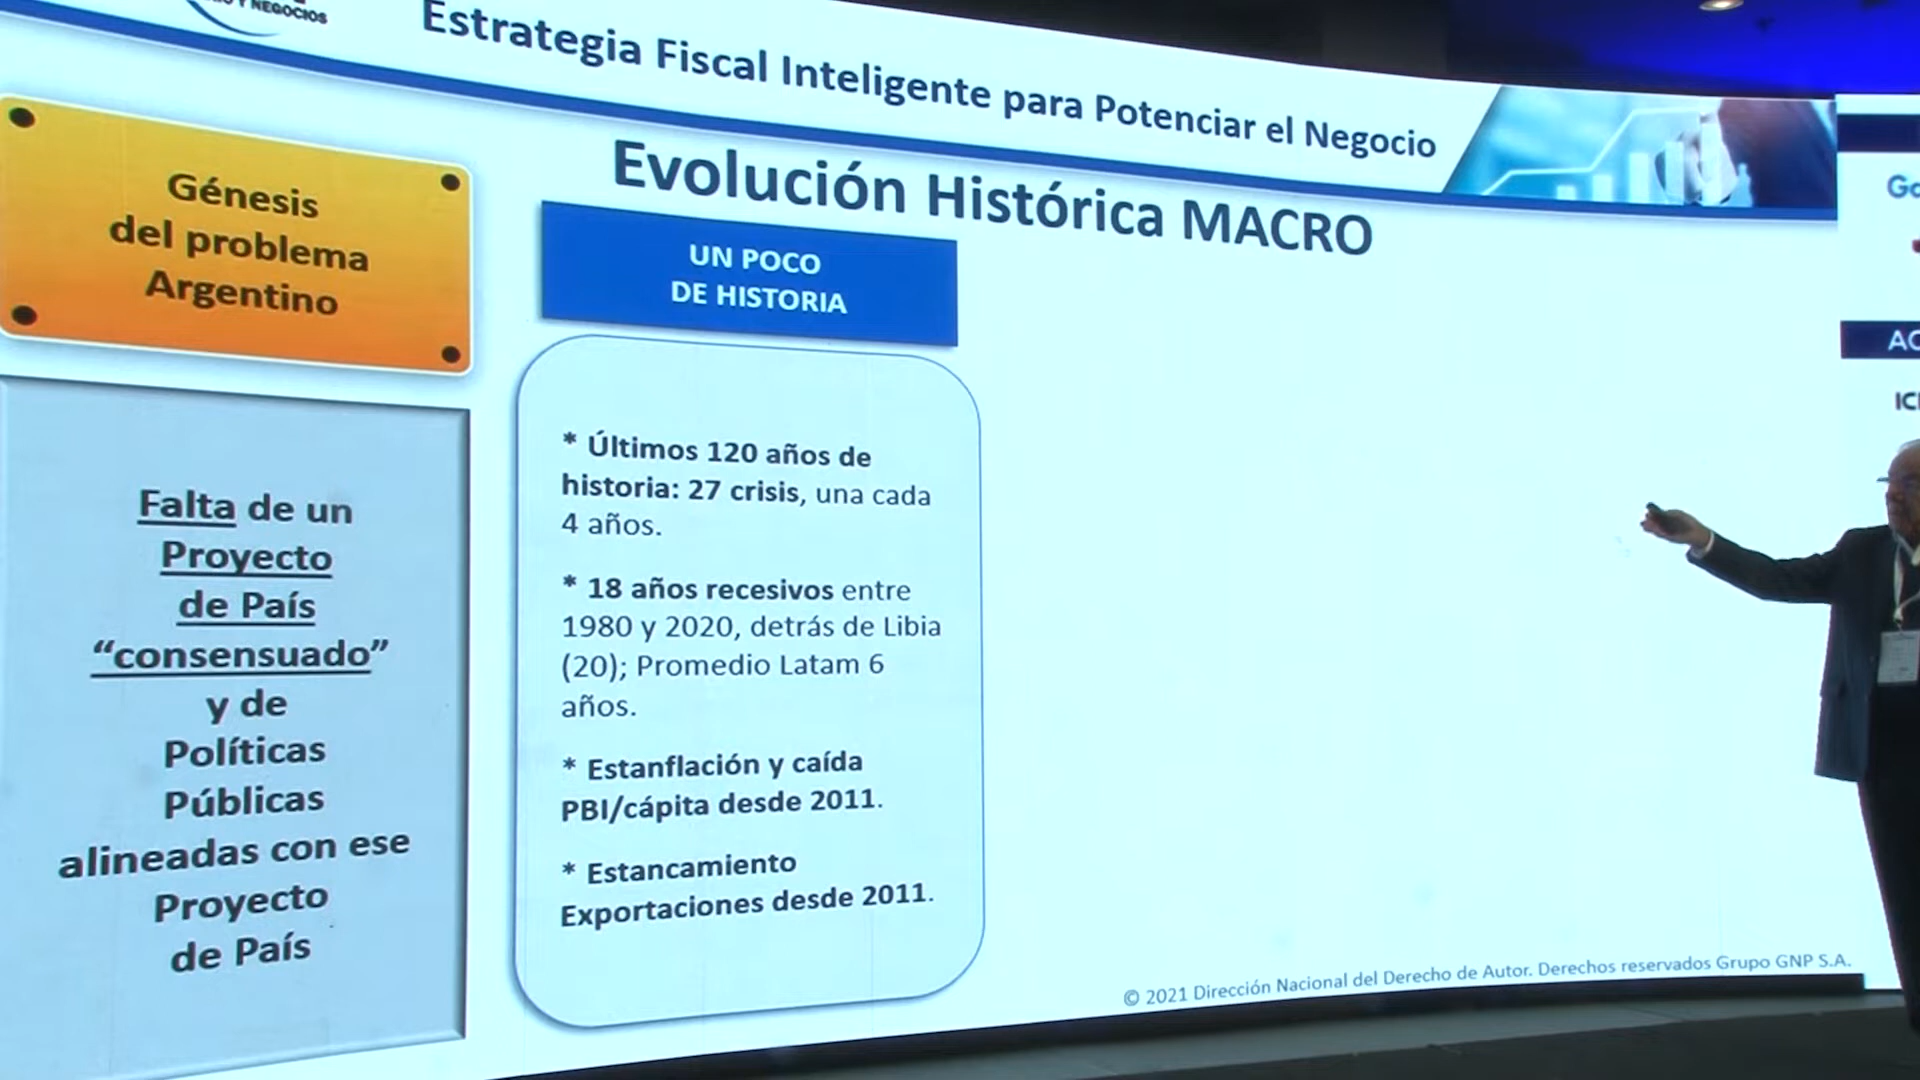 Y NEGOCIOS
Estrategia Fiscal Inteligente para Potenciar el Negocio
Evolución Histórica MACRO
Génesis
del problema
Argentino
Falta de un
Proyecto
de País
“consensuado”
y de
Políticas
Públicas
alineadas con ese
Proyecto
de País
UN POCO
DE HISTORIA
* Últimos 120 años de
historia: 27 crisis, una cada
4 años.
* 18 años recesivos entre
1980 y 2020, detrás de Libia
(20); Promedio Latam 6
años.
* Estanflación y caída
PBI/cápita desde 2011.
* Estancamiento
Exportaciones desde 2011.
© 2021 Dirección Nacional del Derecho de Autor. Derechos reservados Grupo GNP S.A.